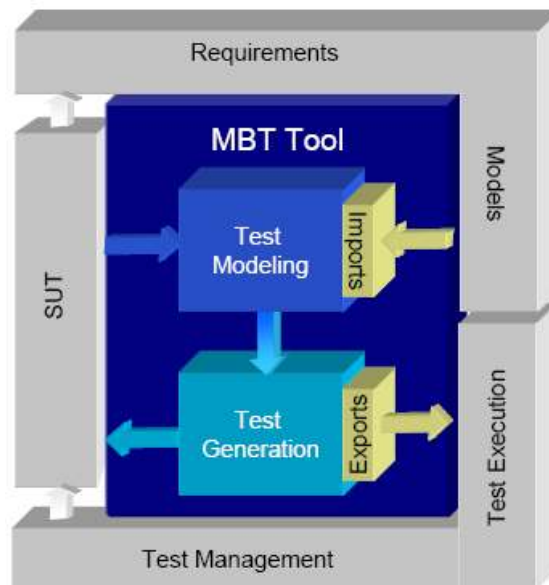 Requirements
MBT Tool
Models
Test
Modeling
Imports
SUT
Test
Generation
Exports
Test Execution
Test Management